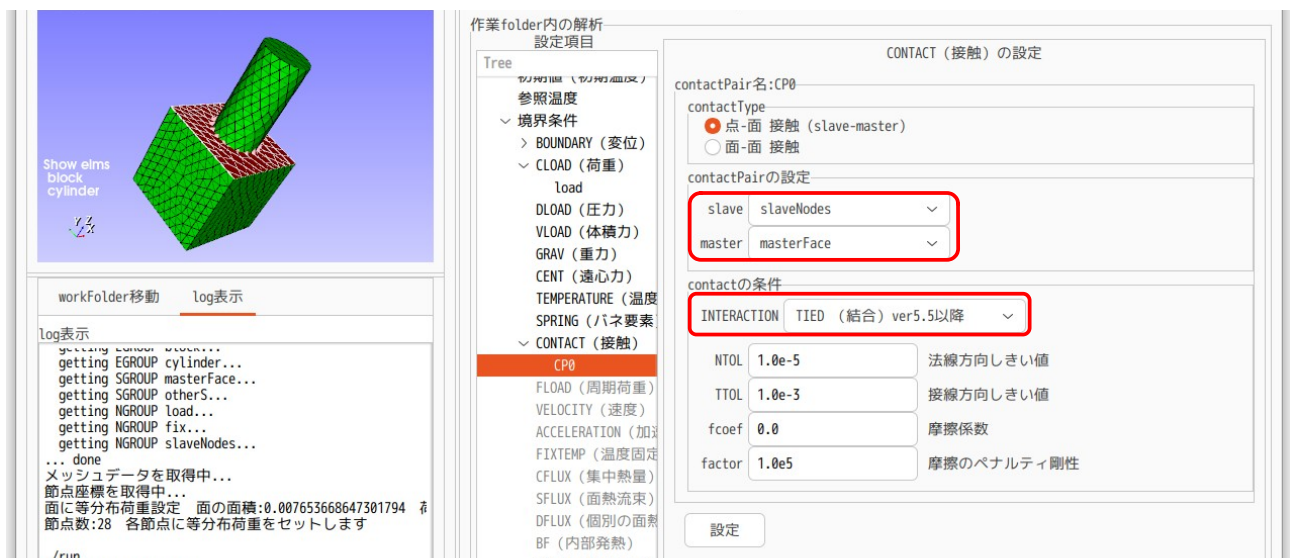 Show elms
block
cylinder
Y Z
X
workFolder移動 log表示
log表示
getting EGROUP block...
getting EGROUP cylinder...
getting SGROUP masterFace...
getting SGROUP otherS...
getting NGROUP load...
getting NGROUP fix...
getting NGROUP slaveNodes...
... done
メッシュデータを取得中...
節点座標を取得中...
面に等分布荷重設定 面の面積:0.007653668647301794
節点数:28 各節点に等分布荷重をセットします
./run
作業folder内の解析
設定項目
Tree
初期値 (初期温度)
参照温度
境界条件
BOUNDARY (変位)
CLOAD (荷重)
load
DLOAD (圧力)
VLOAD (体積力)
GRAV (重力)
CENT (遠心力)
TEMPERATURE (温度
SPRING (バネ要素
CONTACT (接触)
CP0
FLOAD (周期荷重)
VELOCITY (速度)
ACCELERATION (加速
FIXTEMP (温度固定
CFLUX (集中熱量)
SFLUX (面熱流束)
DFLUX (個別の面熱
BF (内部発熱)
CONTACT (接触) の設定
contactPair名:CP0
contactType
点-面 接触 (slave-master)
面-面 接触
contactPairの設定
slave slaveNodes
master masterFace
contactの条件
INTERACTION TIED (結合) ver5.5以降
NTOL 1.0e-5 法線方向しきい値
TTOL 1.0e-3 接線方向しきい値
fcoef 0.0 摩擦係数
factor 1.0e5 摩擦のペナルティ剛性
設定